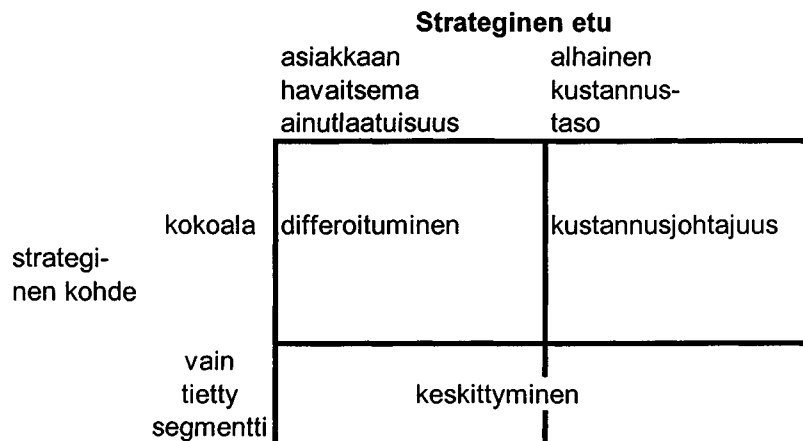 Strateginen etu
asiakkaan
havaitsema
ainutlaatuisuus
alhainen
kustannus-
taso
kokoala
differoituminen
kustannusjohtajuus
strategi-
nen kohde
vain
tietty
segmentti
keskittyminen